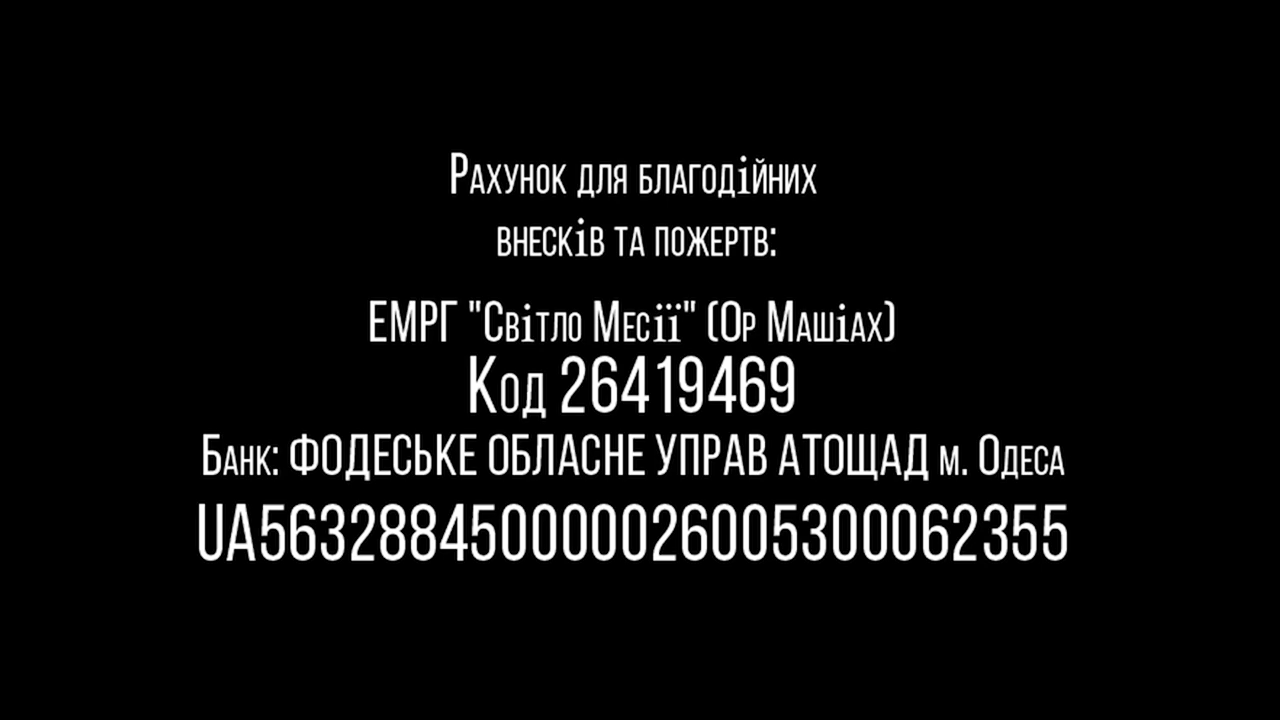 Рахунок для благодійних
внесків та пожертв:
ЕМРГ "Світло Месії" (Ор Машіах)
Код 26419469
Банк: ФОДЕСЬКЕ ОБЛАСНЕ УПРАВ АТОЩАД м. Одеса
UA563288450000026005300062355